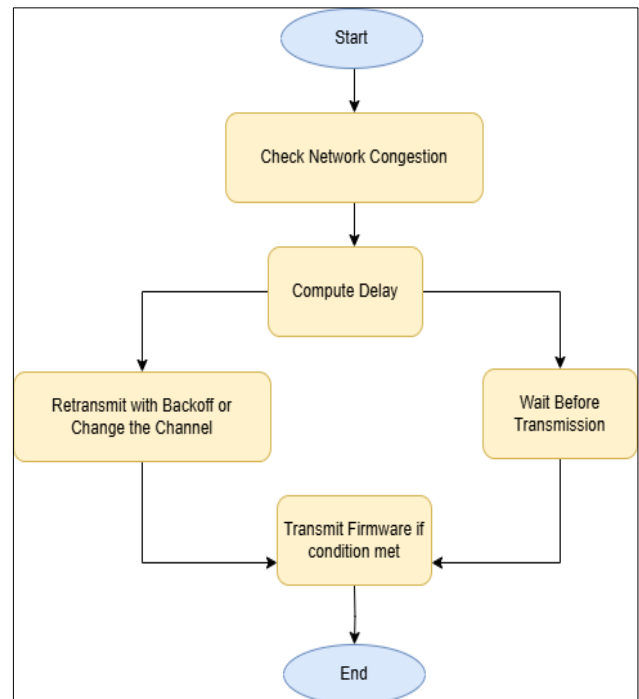 Start
Check Network Congestion
Compute Delay
Retransmit with Backoff or
Change the Channel
Wait Before
Transmission
Transmit Firmware if
condition met
End